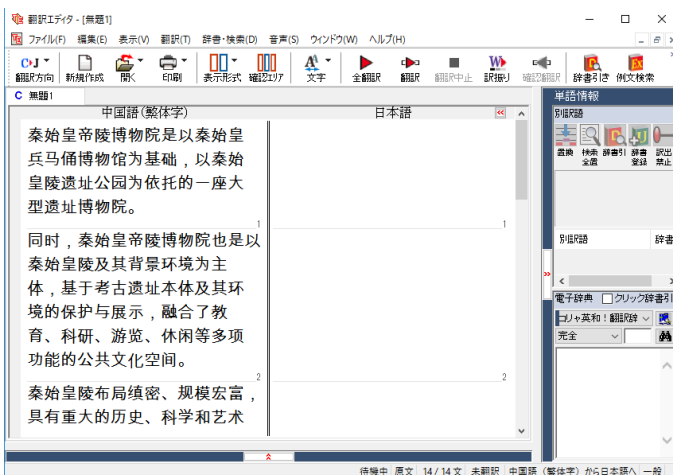 翻訳エディタ - [無題1]
ファイル(F) 編集(E) 表示(V) 翻訳(T) 辞書・検索(D) 音声(S) ウィンドウ(W) ヘルプ(H)
翻訳方向 新規作成 開く 印刷 表示形式 確認エリア 文字 全翻訳 翻訳 翻訳中止 訳振り 確認翻訳 辞書引き 例文検索
C 無題1
中国語(繁体字) 日本語
秦始皇帝陵博物院是以秦始皇
兵马俑博物馆为基础，以秦始
皇陵遗址公园为依托的一座大
型遗址博物院。
1 1
同时，秦始皇帝陵博物院也是以
秦始皇陵及其背景环境为主
体，基于考古遗址本体及其环
境的保护与展示，融合了教
育、科研、游览、休闲等多项
功能的公共文化空间。
2 2
秦始皇陵布局缜密、规模宏富，
具有重大的历史、科学和艺术
単語情報
別訳語
置換 検索全置 辞書引 辞書登録 訳出禁止
別訳語 辞書
電子辞典 クリック辞書引
コリャ英和！翻訳辞
完全
待機中 原文 14 / 14 文 未翻訳 中国語（繁体字）から日本語へ 一般